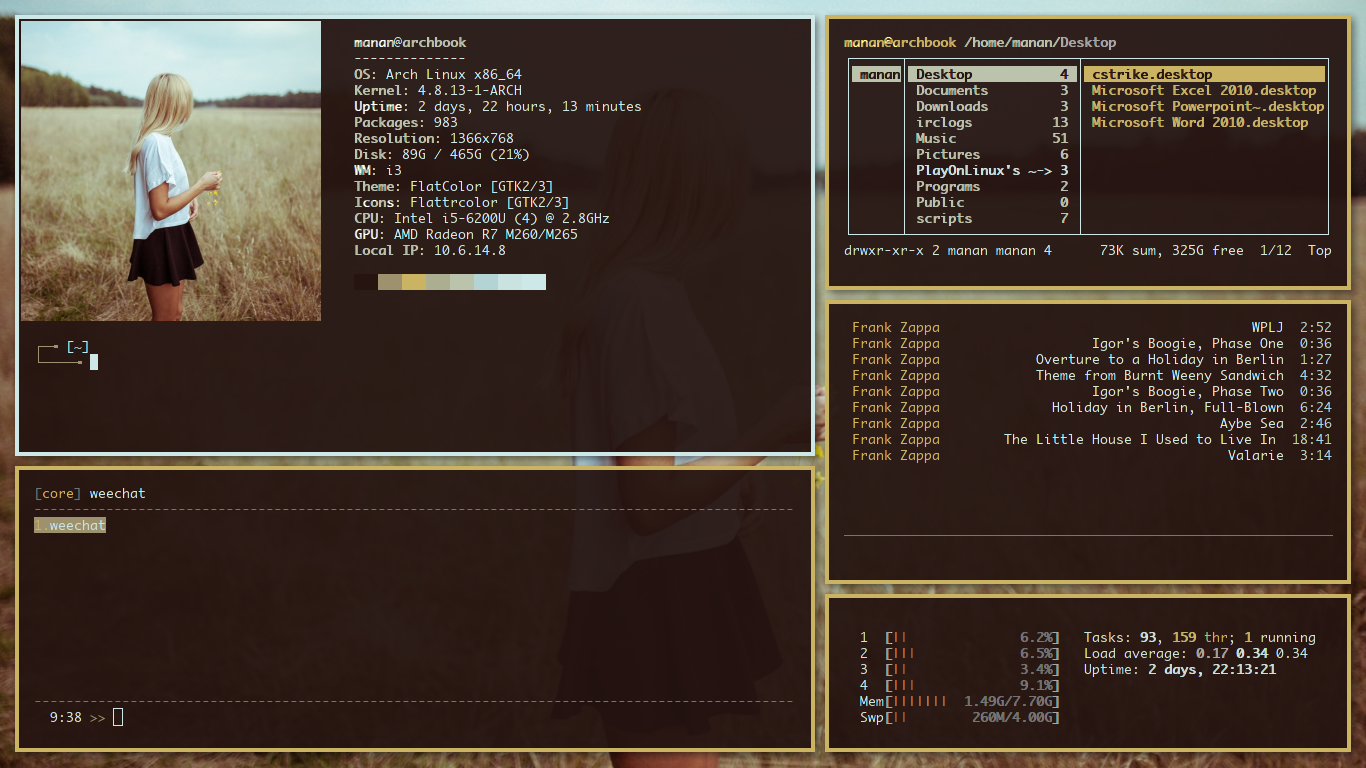 manan@archbook
--------------
OS: Arch Linux x86_64
Kernel: 4.8.13-1-ARCH
Uptime: 2 days, 22 hours, 13 minutes
Packages: 983
Resolution: 1366x768
Disk: 89G / 465G (21%)
WM: i3
Theme: FlatColor [GTK2/3]
Icons: Flattrcolor [GTK2/3]
CPU: Intel i5-6200U (4) @ 2.8GHz
GPU: AMD Radeon R7 M260/M265
Local IP: 10.6.14.8
[~]
[core] weechat
1.weechat
9:38 >>
manan@archbook /home/manan/Desktop
manan Desktop 4 cstrike.desktop
Documents 3 Microsoft Excel 2010.desktop
Downloads 3 Microsoft Powerpoint~.desktop
irclogs 13 Microsoft Word 2010.desktop
Music 51
Pictures 6
PlayOnLinux's ~-> 3
Programs 2
Public 0
scripts 7
drwxr-xr-x 2 manan manan 4 73K sum, 325G free 1/12 Top
Frank Zappa WPLJ 2:52
Frank Zappa Igor's Boogie, Phase One 0:36
Frank Zappa Overture to a Holiday in Berlin 1:27
Frank Zappa Theme from Burnt Weeny Sandwich 4:32
Frank Zappa Igor's Boogie, Phase Two 0:36
Frank Zappa Holiday in Berlin, Full-Blown 6:24
Frank Zappa Aybe Sea 2:46
Frank Zappa The Little House I Used to Live In 18:41
Frank Zappa Valarie 3:14
1 [|| 6.2%] Tasks: 93, 159 thr; 1 running
2 [||| 6.5%] Load average: 0.17 0.34 0.34
3 [|| 3.4%] Uptime: 2 days, 22:13:21
4 [||| 9.1%]
Mem[||||||| 1.49G/7.70G]
Swp[|| 260M/4.00G]